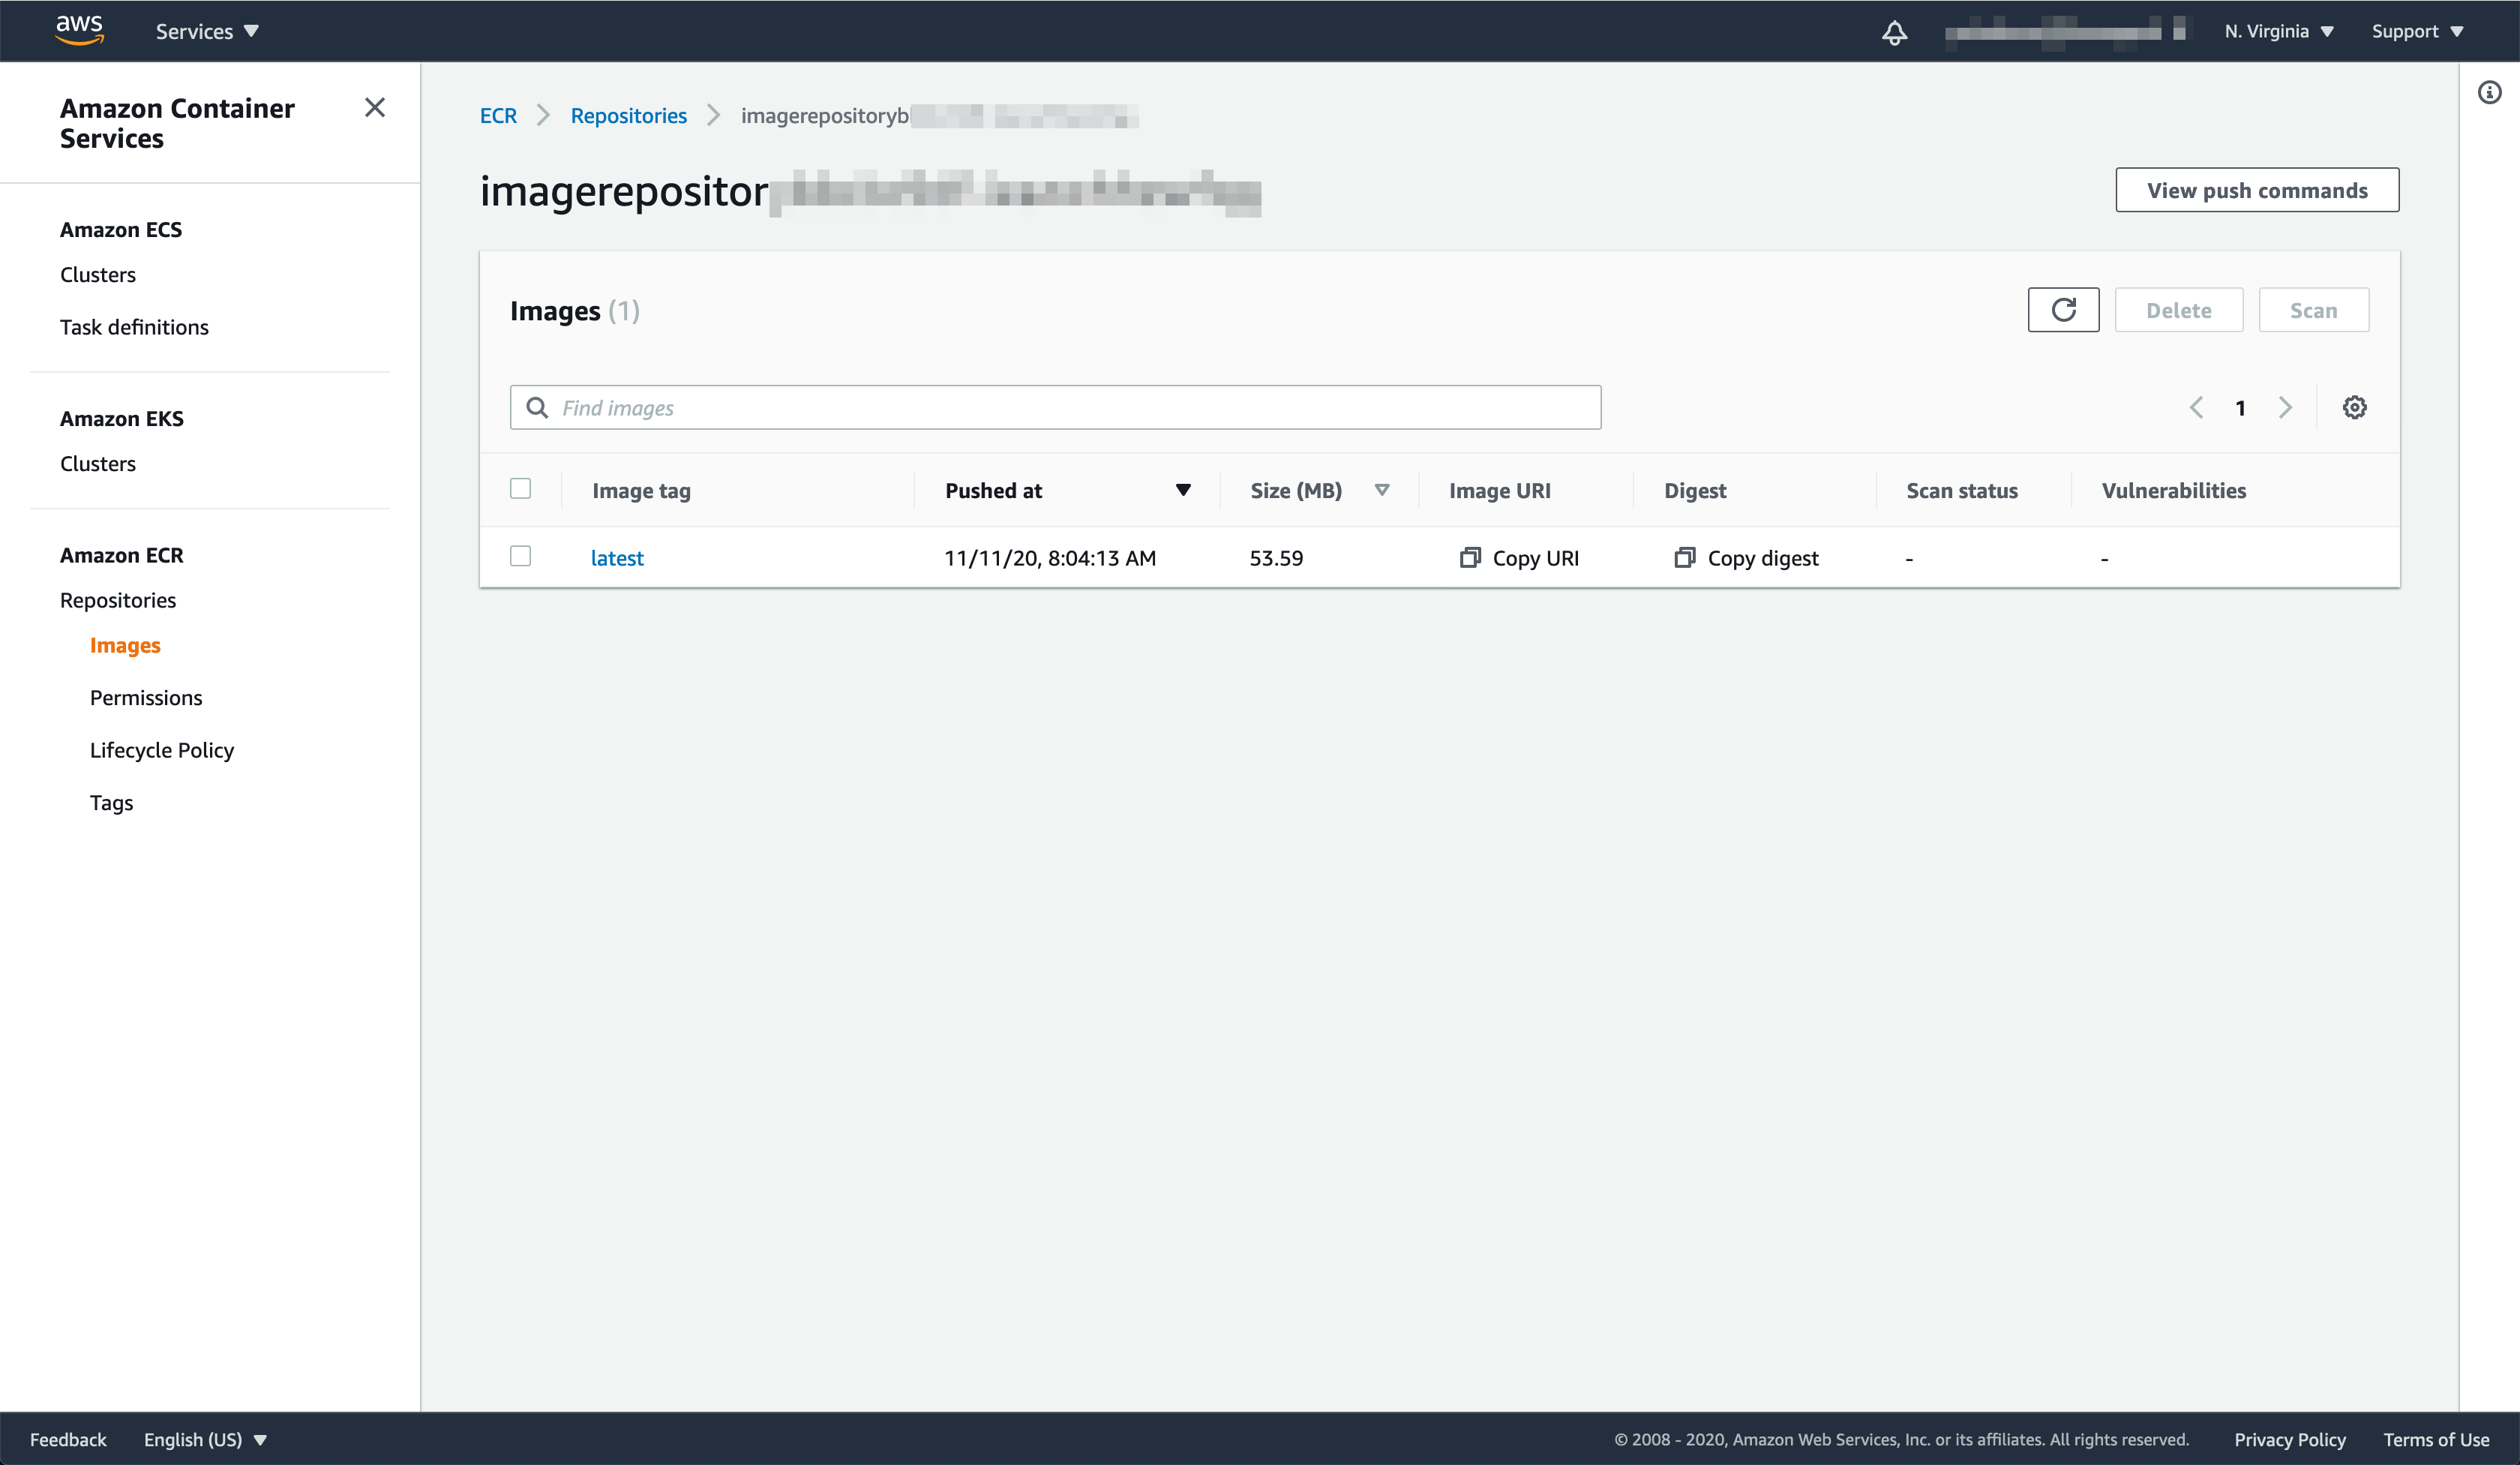 aws
Services
N. Virginia
Support
Amazon Container
Services
Amazon ECS
Clusters
Task definitions
Amazon EKS
Clusters
Amazon ECR
Repositories
Images
Permissions
Lifecycle Policy
Tags
ECR
Repositories
View push commands
Images (1)
Delete
Scan
Find images
1
Image tag
Pushed at
Size (MB)
Image URI
Digest
Scan status
Vulnerabilities
latest
11/11/20, 8:04:13 AM
53.59
Copy URI
Copy digest
-
-
Feedback
English (US)
© 2008 - 2020, Amazon Web Services, Inc. or its affiliates. All rights reserved.
Privacy Policy
Terms of Use